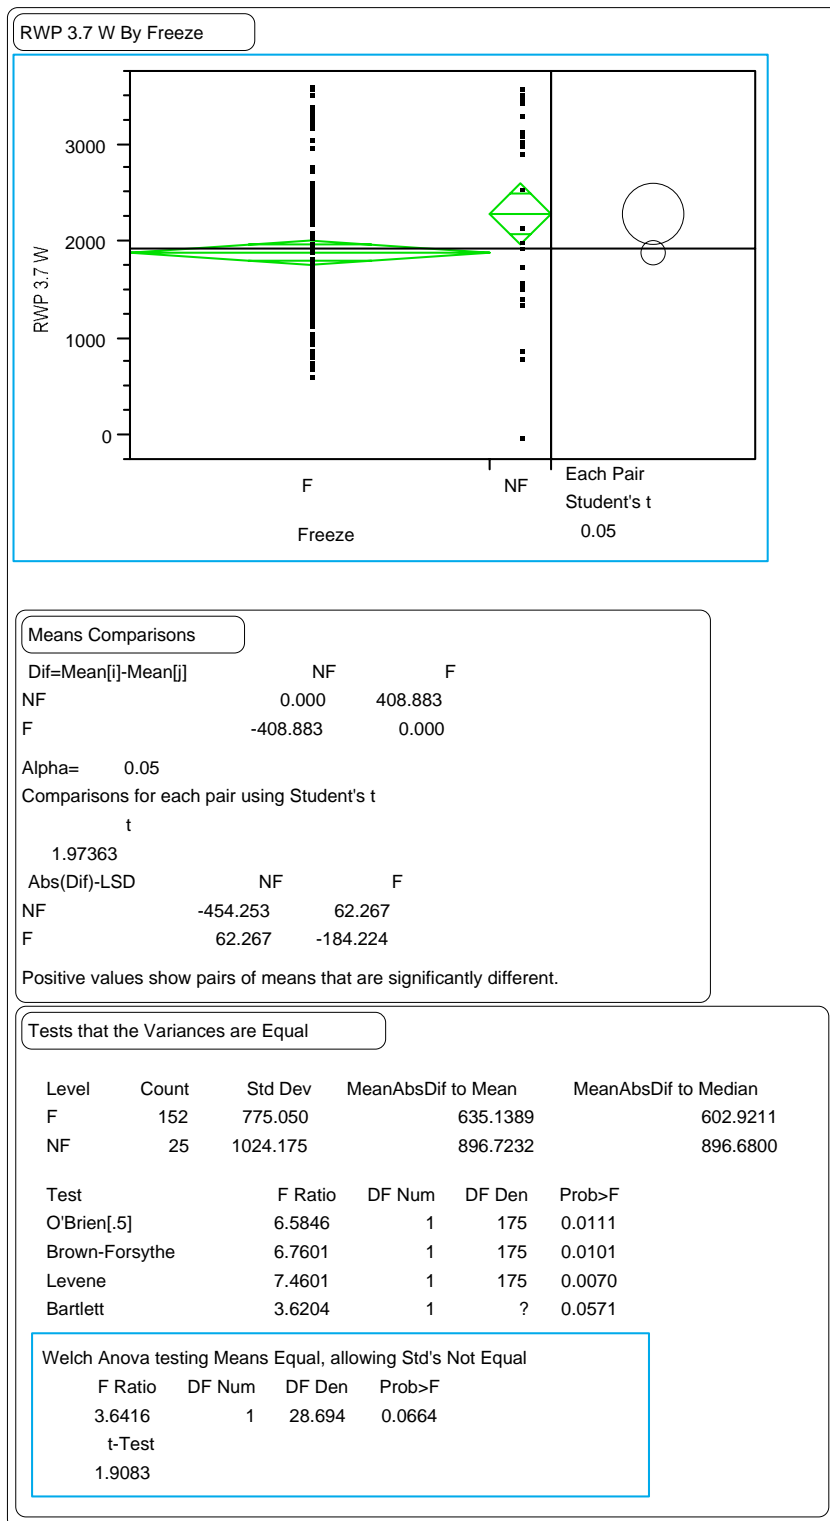 RWP 3.7 W By Freeze
RWP 3.7 W
3000
2000
1000
0
F
NF
Freeze
Each Pair
Student's t
0.05
Means Comparisons
Dif=Mean[i]-Mean[j] NF F
NF 0.000 408.883
F -408.883 0.000
Alpha= 0.05
Comparisons for each pair using Student's t
t
1.97363
Abs(Dif)-LSD NF F
NF -454.253 62.267
F 62.267 -184.224
Positive values show pairs of means that are significantly different.
Tests that the Variances are Equal
Level Count Std Dev MeanAbsDif to Mean MeanAbsDif to Median
F 152 775.050 635.1389 602.9211
NF 25 1024.175 896.7232 896.6800
Test F Ratio DF Num DF Den Prob>F
O'Brien[.5] 6.5846 1 175 0.0111
Brown-Forsythe 6.7601 1 175 0.0101
Levene 7.4601 1 175 0.0070
Bartlett 3.6204 1 ? 0.0571
Welch Anova testing Means Equal, allowing Std's Not Equal
F Ratio DF Num DF Den Prob>F
3.6416 1 28.694 0.0664
t-Test
1.9083